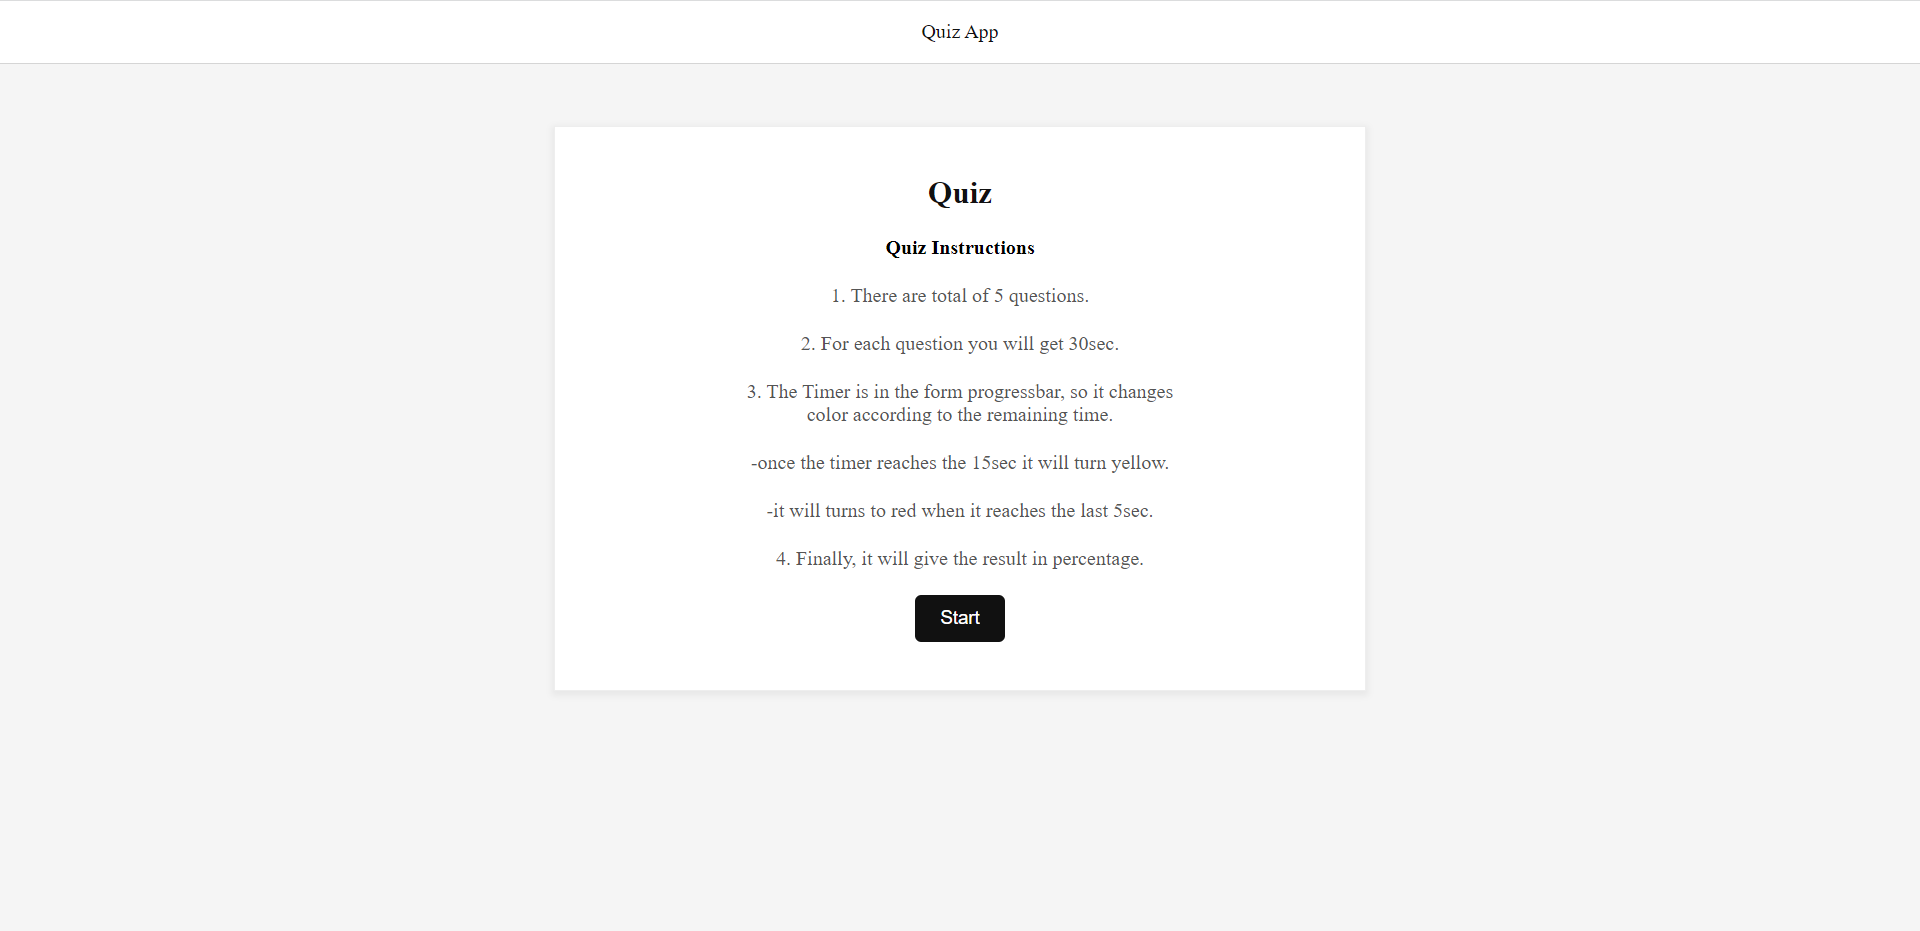 Quiz App
Quiz
Quiz Instructions
1. There are total of 5 questions.
2. For each question you will get 30sec.
3. The Timer is in the form progressbar, so it changes
color according to the remaining time.
-once the timer reaches the 15sec it will turn yellow.
-it will turns to red when it reaches the last 5sec.
4. Finally, it will give the result in percentage.
Start